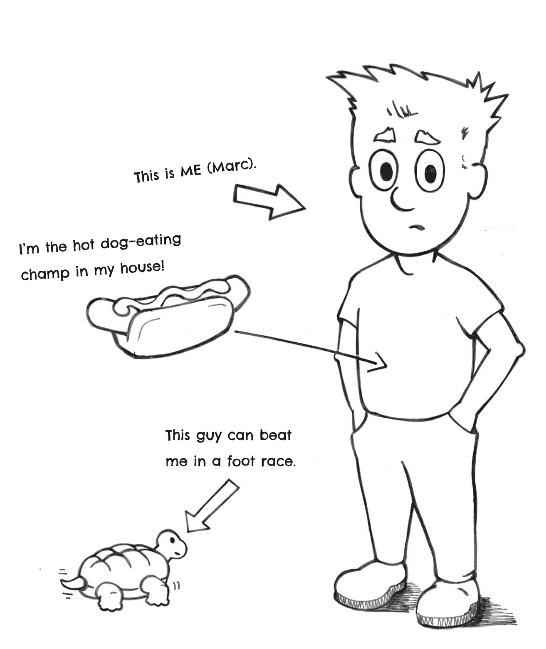 This is ME (Marc).
I'm the hot dog-eating
champ in my house!
This guy can beat
me in a foot race.